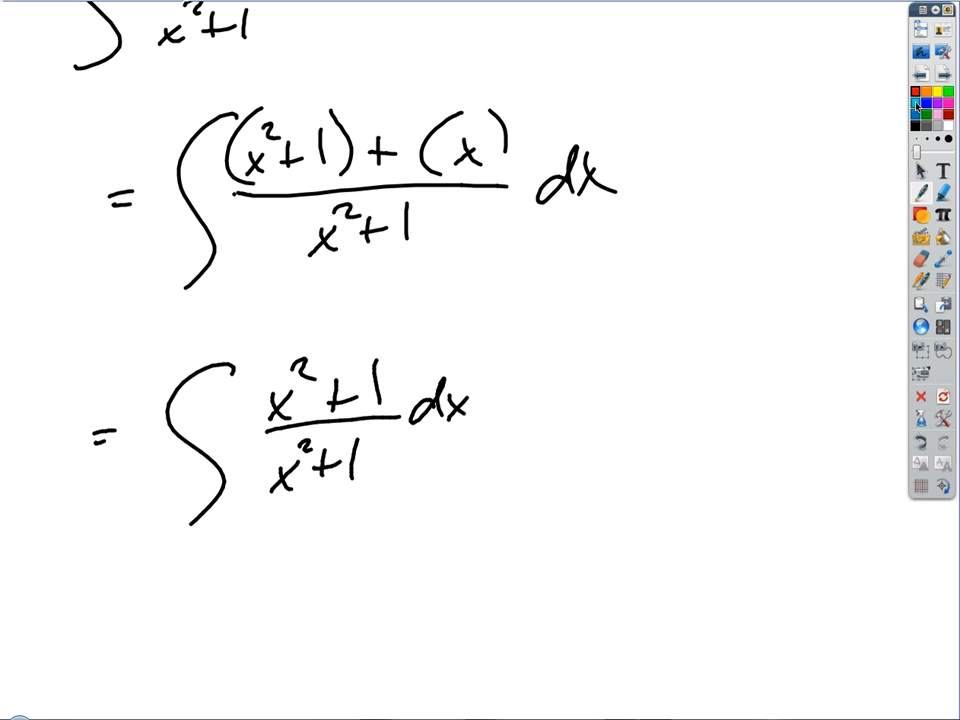 ∫ x²+1
= ∫ (x²+1) + (x) / x²+1 dx
= ∫ x²+1 / x²+1 dx